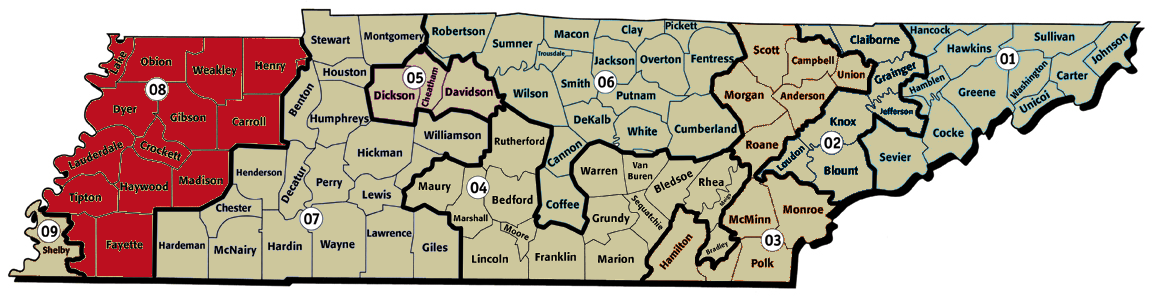 Lake
Obion
Weakley
Henry
08
Dyer
Gibson
Carroll
Lauderdale
Crockett
Tipton
Haywood
Madison
Fayette
09
Shelby
Stewart
Montgomery
Houston
Benton
Humphreys
Hickman
Henderson
Decatur
Perry
Lewis
Chester
07
Hardeman
McNairy
Hardin
Wayne
Lawrence
Giles
Williamson
05
Dickson
Cheatham
Davidson
Robertson
Sumner
Trousdale
Macon
Clay
Pickett
Jackson
Overton
Fentress
Wilson
Smith
06
Putnam
DeKalb
White
Cumberland
Cannon
Coffee
Rutherford
Maury
04
Bedford
Marshall
Moore
Lincoln
Franklin
Marion
Grundy
Warren
Van
Buren
Bledsoe
Sequatchie
Rhea
Meigs
Hamilton
Bradley
McMinn
Monroe
03
Polk
Scott
Campbell
Union
Morgan
Anderson
Roane
Claiborne
Grainger
Hamblen
Jefferson
Knox
02
Loudon
Blount
Sevier
Hancock
Hawkins
01
Sullivan
Johnson
Washington
Carter
Unicoi
Greene
Cocke